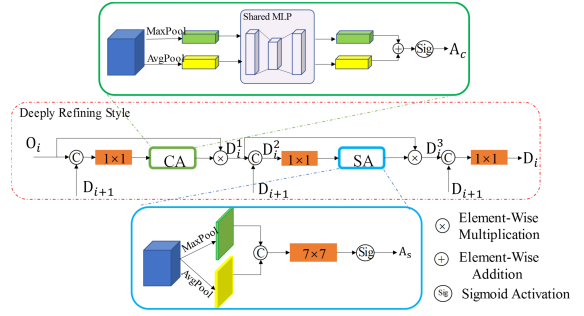 Shared MLP
MaxPool
AvgPool
+
Sig
A_c
Deeply Refining Style
O_i
C
1×1
CA
×
D_i^1
C
D_i^2
1×1
SA
×
D_i^3
C
1×1
D_i
D_{i+1}
D_{i+1}
D_{i+1}
MaxPool
AvgPool
C
7×7
Sig
A_s
× Element-Wise
Multiplication
+ Element-Wise
Addition
Sig Sigmoid Activation